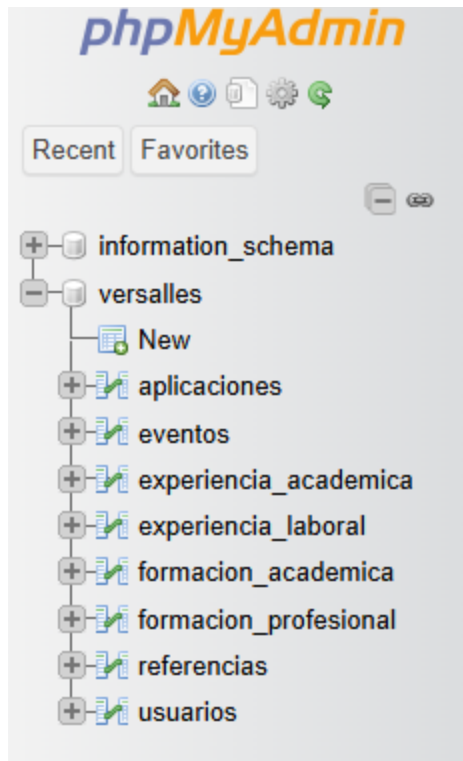 phpMyAdmin
Recent Favorites
information_schema
versalles
New
aplicaciones
eventos
experiencia_academica
experiencia_laboral
formacion_academica
formacion_profesional
referencias
usuarios